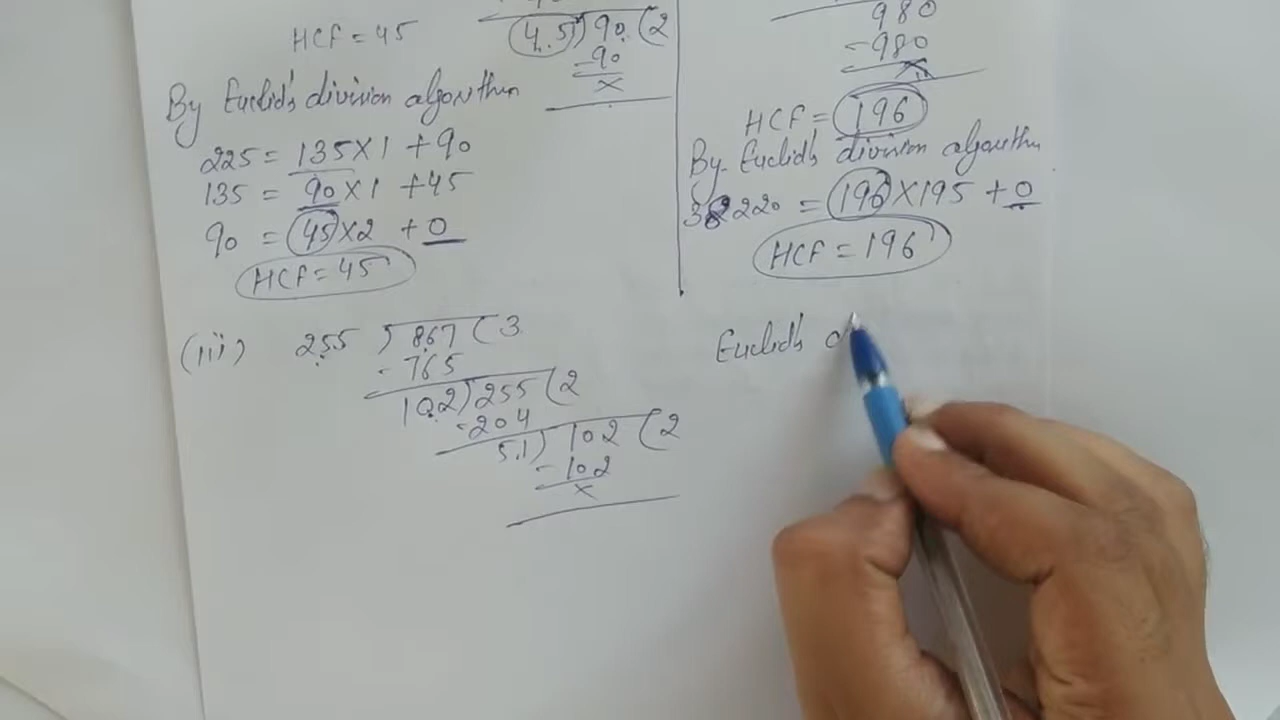 HCF = 45
45) 90 (2
- 90
x
By Euclid's division algorithm
225 = 135 x 1 + 90
135 = 90 x 1 + 45
90 = 45 x 2 + 0
HCF = 45
980
- 980
x
HCF = 196
By Euclid's division algorithm
38220 = 196 x 195 + 0
HCF = 196
(iii) 255 ) 867 ( 3
- 765
102) 255 (2
- 204
51) 102 (2
- 102
x
Euclid's